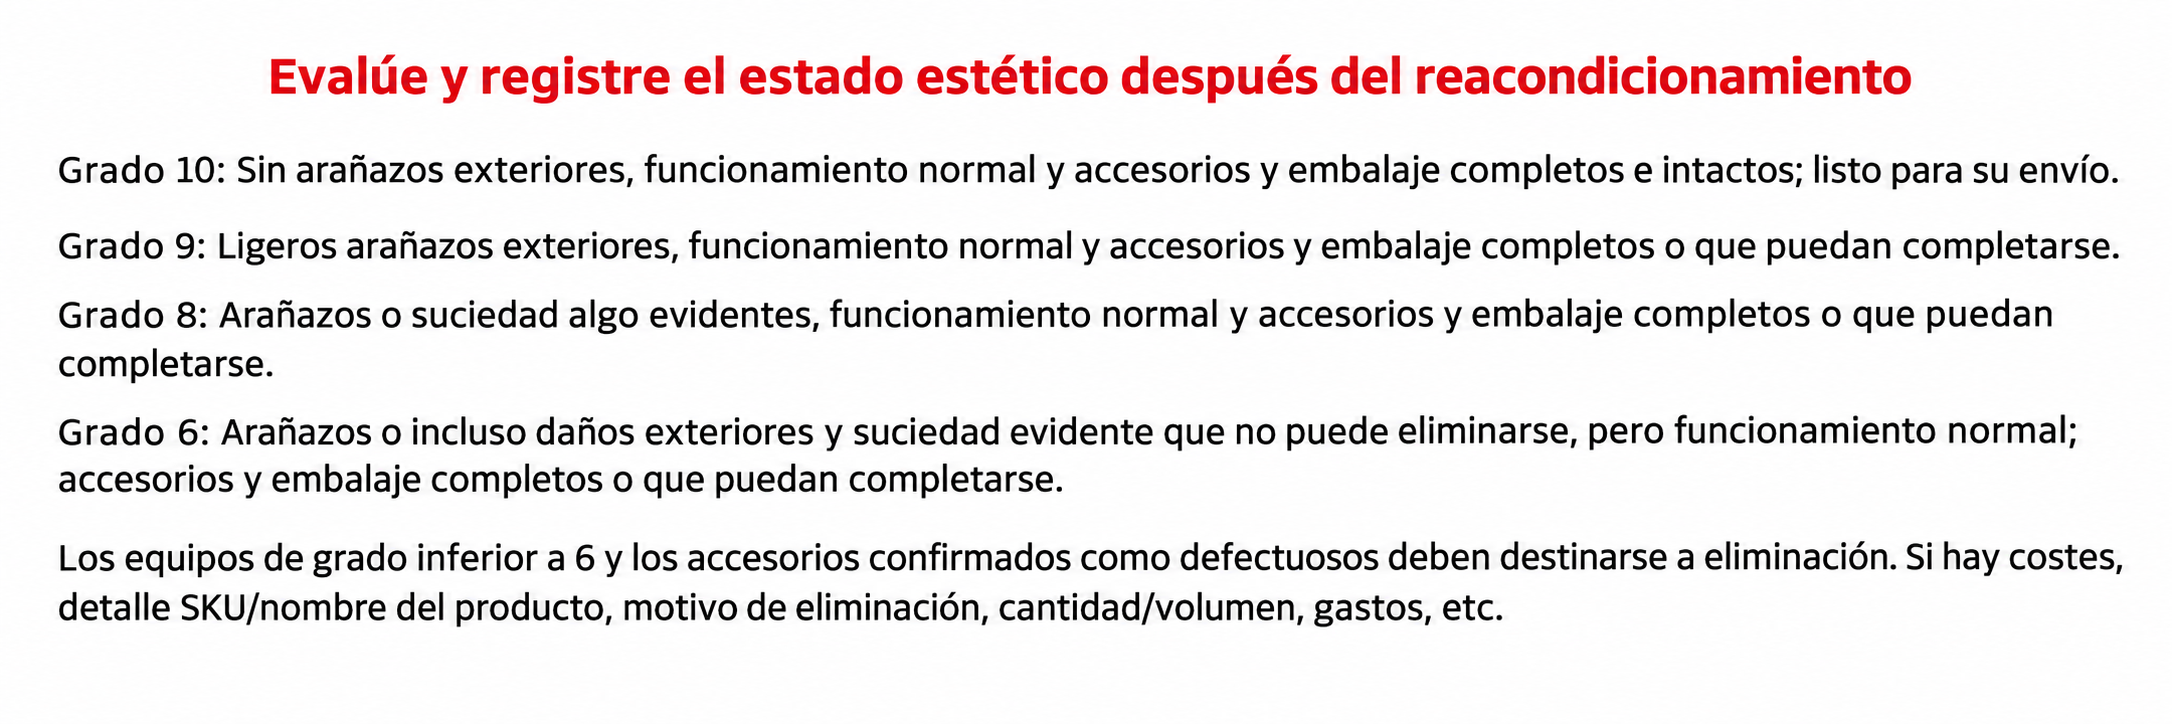 Evalúe y registre el estado estético después del reacondicionamiento
Grado 10: Sin arañazos exteriores, funcionamiento normal y accesorios y embalaje completos e intactos; listo para su envío.
Grado 9: Ligeros arañazos exteriores, funcionamiento normal y accesorios y embalaje completos o que puedan completarse.
Grado 8: Arañazos o suciedad algo evidentes, funcionamiento normal y accesorios y embalaje completos o que puedan
completarse.
Grado 6: Arañazos o incluso daños exteriores y suciedad evidente que no puede eliminarse, pero funcionamiento normal;
accesorios y embalaje completos o que puedan completarse.
Los equipos de grado inferior a 6 y los accesorios confirmados como defectuosos deben destinarse a eliminación. Si hay costes,
detalle SKU/nombre del producto, motivo de eliminación, cantidad/volumen, gastos, etc.